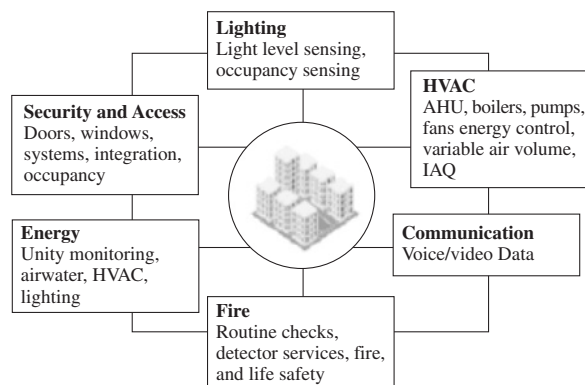 Lighting
Light level sensing,
occupancy sensing
Security and Access
Doors, windows,
systems, integration,
occupancy
HVAC
AHU, boilers, pumps,
fans energy control,
variable air volume,
IAQ
Energy
Unity monitoring,
airwater, HVAC,
lighting
Communication
Voice/video Data
Fire
Routine checks,
detector services, fire,
and life safety